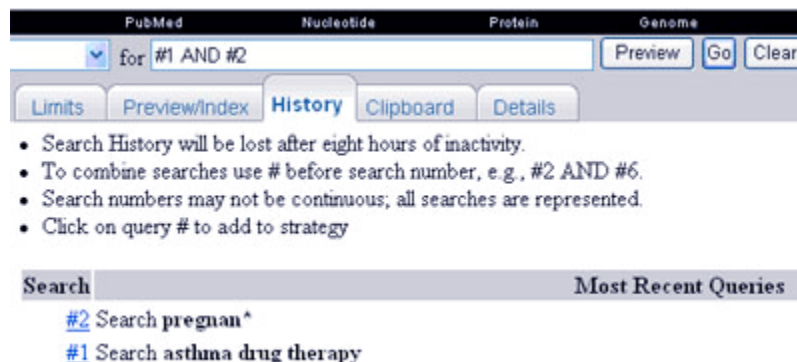 PubMed Nucleotide Protein Genome
for #1 AND #2 Preview Go Clear
Limits Preview/Index History Clipboard Details
• Search History will be lost after eight hours of inactivity.
• To combine searches use # before search number, e.g., #2 AND #6.
• Search numbers may not be continuous; all searches are represented.
• Click on query # to add to strategy
Search Most Recent Queries
#2 Search pregnan*
#1 Search asthma drug therapy